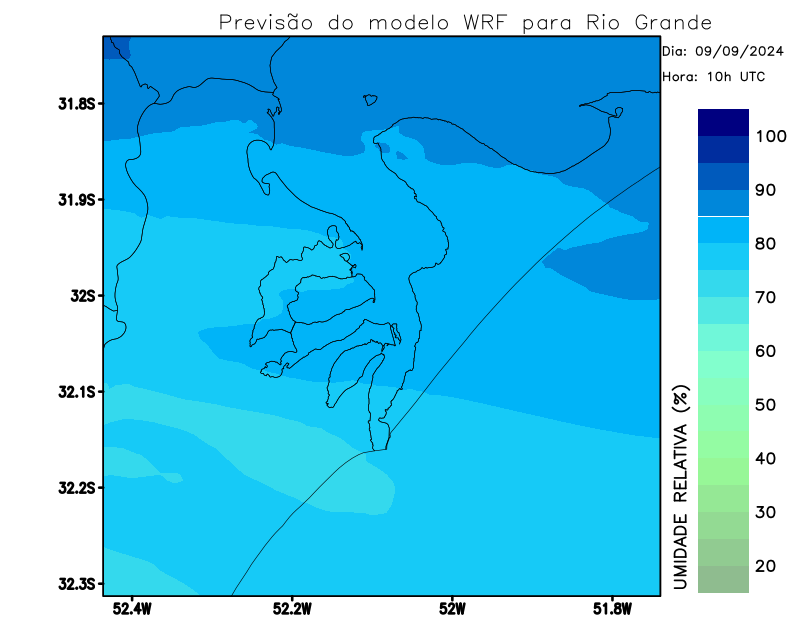 Previsão do modelo WRF para Rio Grande
Dia: 09/09/2024
Hora: 10h UTC
31.8S
31.9S
32S
32.1S
32.2S
32.3S
52.4W
52.2W
52W
51.8W
100
90
80
70
60
50
40
30
20
UMIDADE RELATIVA (%)